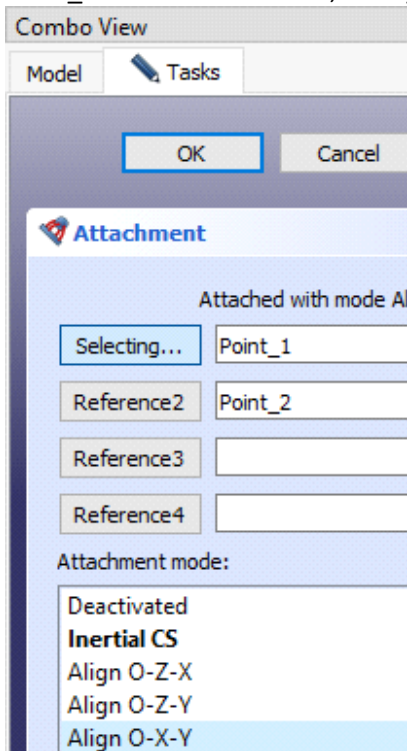 Combo View
Model Tasks
OK Cancel
Attachment
Attached with mode
Selecting... Point_1
Reference2 Point_2
Reference3
Reference4
Attachment mode:
Deactivated
Inertial CS
Align O-Z-X
Align O-Z-Y
Align O-X-Y